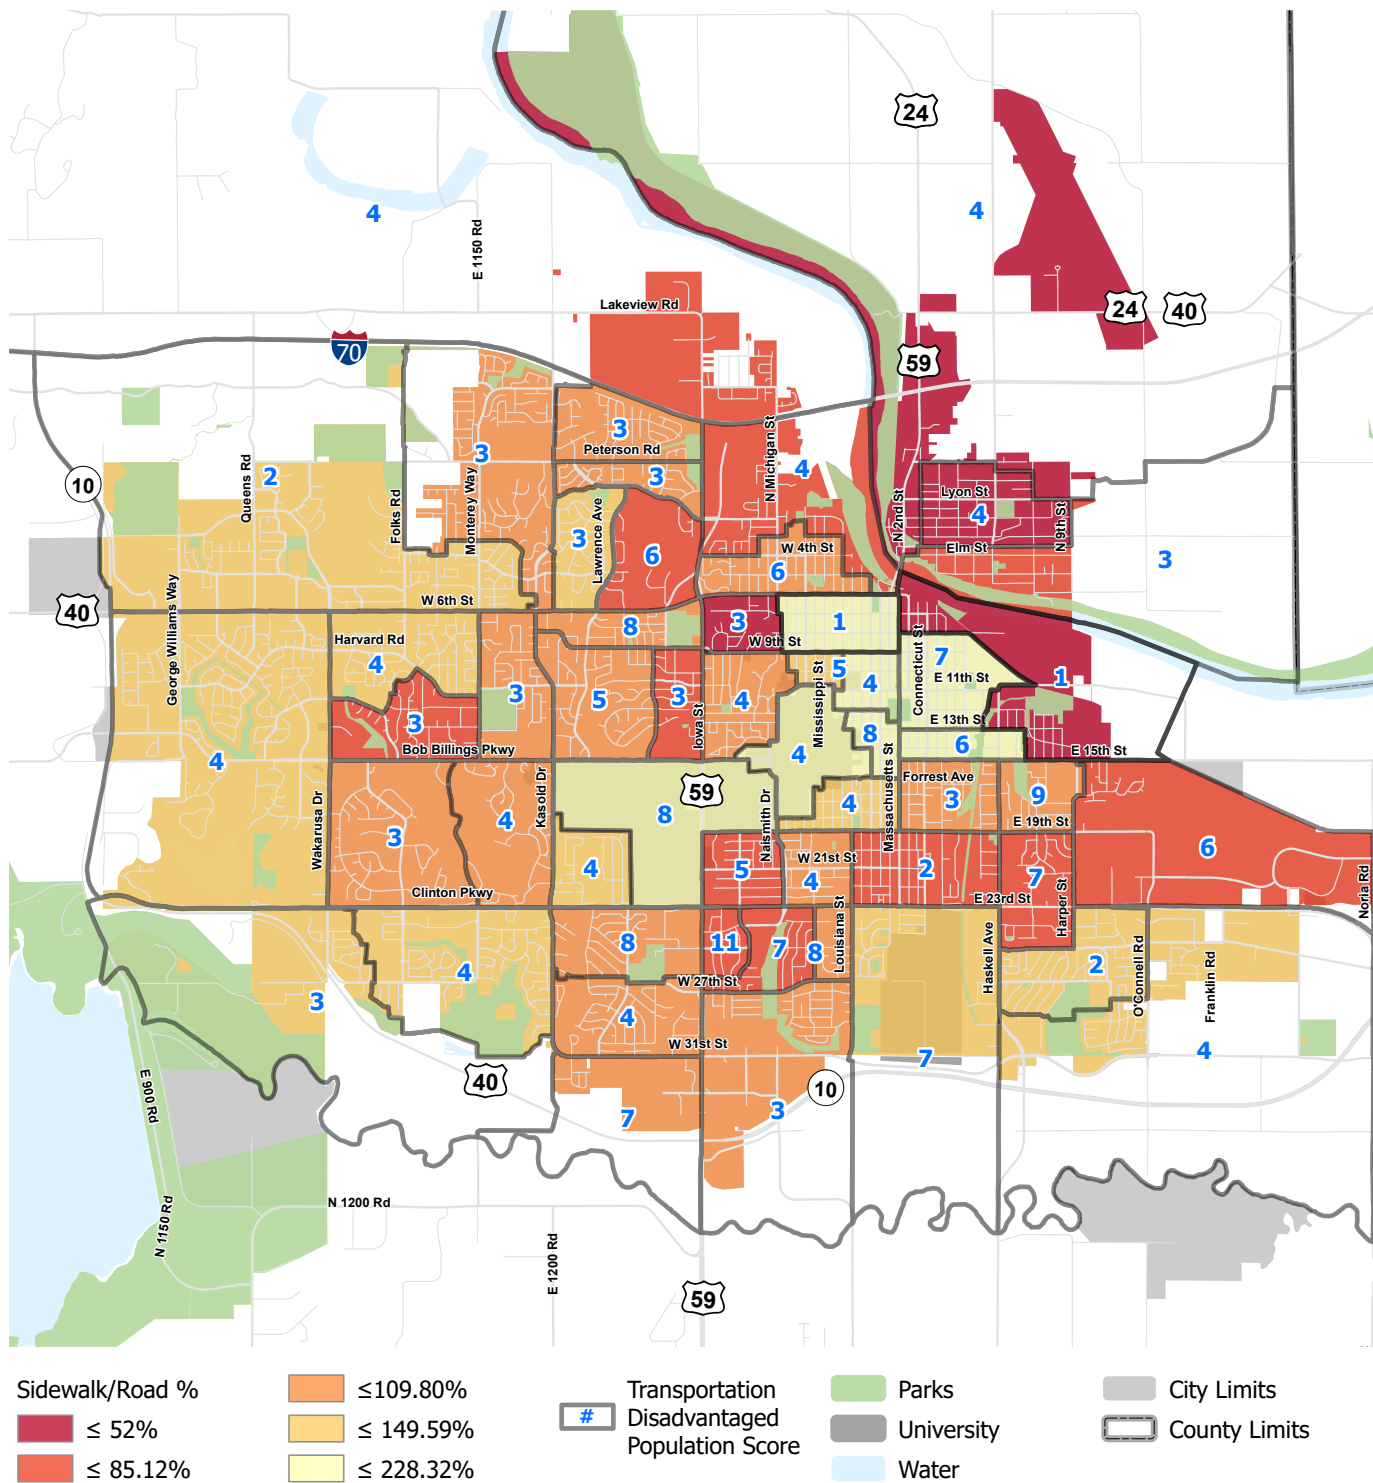 24
4
4
E 1150 Rd
Lakeview Rd
24
40
70
59
3
Peterson Rd
3
N Michigan St
3
4
2
10
Queens Rd
Folks Rd
Monterey Way
Lyon St
4
N 2nd St
N 9th St
Lawrence Ave
3
6
W 4th St
6
Elm St
3
40
George Williams Way
W 6th St
8
3
W 9th St
1
Harvard Rd
4
Connecticut St
7
E 11th St
1
Mississippi St
5
4
3
3
5
3
Iowa St
4
E 13th St
8
6
E 15th St
Bob Billings Pkwy
4
4
Massachusetts St
Forrest Ave
3
9
E 19th St
Wakarusa Dr
3
4
Kasold Dr
59
8
Naismith Dr
4
4
5
W 21st St
4
2
7
6
Clinton Pkwy
E 23rd St
Harper St
Noria Rd
8
11
7
8
Louisiana St
Haskell Ave
2
O'Connell Rd
Franklin Rd
4
3
W 27th St
4
W 31st St
7
4
40
10
E 900 Rd
7
3
N 1150 Rd
N 1200 Rd
E 1200 Rd
59
Sidewalk/Road %
≤ 52%
≤ 85.12%
≤109.80%
≤ 149.59%
≤ 228.32%
#
Transportation
Disadvantaged
Population Score
Parks
University
Water
City Limits
County Limits